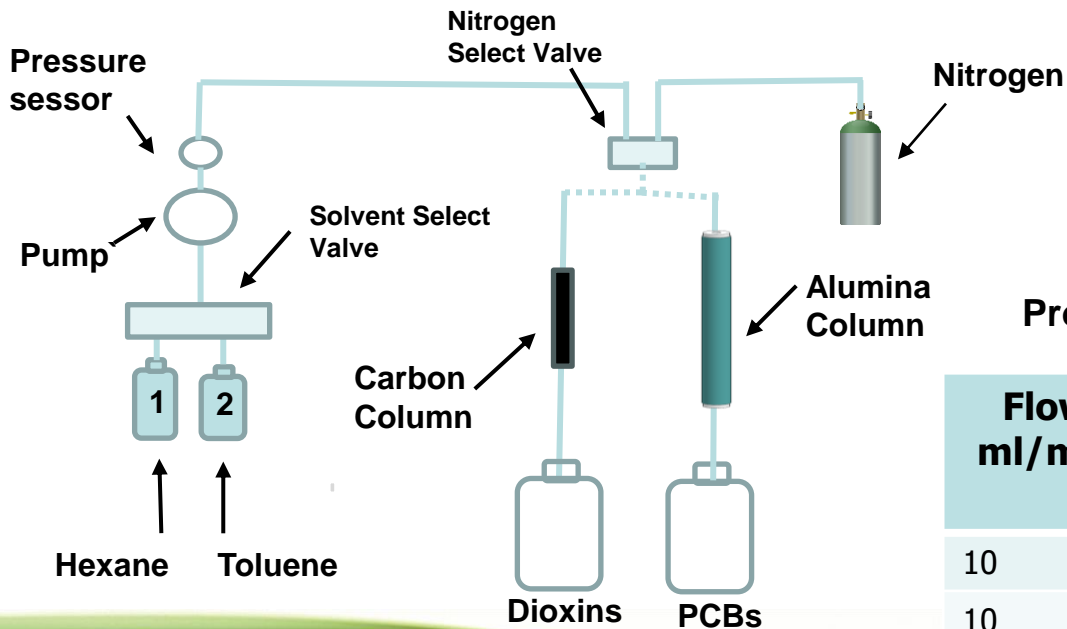 Nitrogen
Select Valve
Pressure
sessor
Nitrogen
Solvent Select
Valve
Pump
Alumina
Column
Carbon
Column
1
2
Hexane
Toluene
Dioxins
PCBs
10
10